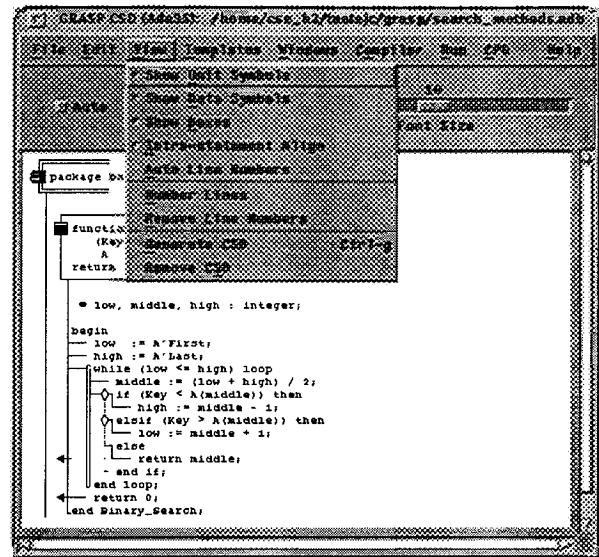 GRASP CSD (Ada95): /home/cse_h2/ /grasp/search_methods.adb
File Edit View Templates Windows Compiler Run CPG Help
Show Unit Symbols
Show Data Symbols
Show Boxes
Intra-statement Align
Auto Line Numbers
Number Lines
Remove Line Numbers
Generate CSD Ctrl-g
Remove CSD
Auto
10
Font Size
package
functio
(Key
A
return
low, middle, high : integer;
begin
low := A'First;
high := A'Last;
while (low <= high) loop
middle := (low + high) / 2;
if (Key < A(middle)) then
high := middle - 1;
elsif (Key > A(middle)) then
low := middle + 1;
else
return middle;
end if;
end loop;
return 0;
end Binary_Search;